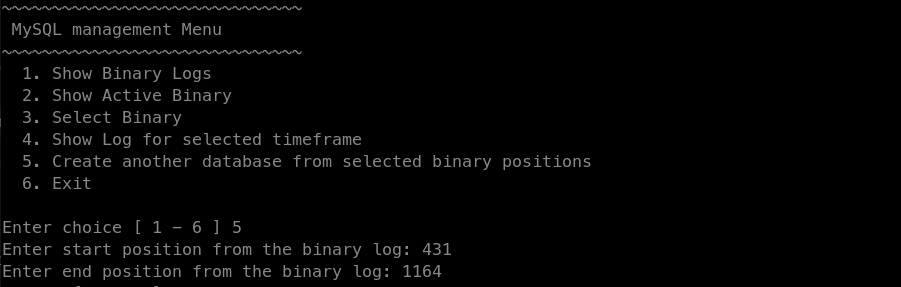 ~~~~~~~~~~~~~~~~~~~~~~~~~~~~~~
MySQL management Menu
~~~~~~~~~~~~~~~~~~~~~~~~~~~~~~
1. Show Binary Logs
2. Show Active Binary
3. Select Binary
4. Show Log for selected timeframe
5. Create another database from selected binary positions
6. Exit
Enter choice [ 1 - 6 ] 5
Enter start position from the binary log: 431
Enter end position from the binary log: 1164